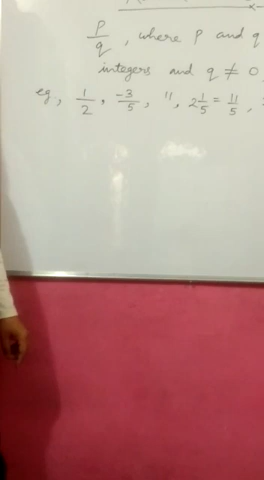 p/q, where p and q
integers and q ≠ 0
eg, 1/2, -3/5, 11, 2 1/5 = 11/5,